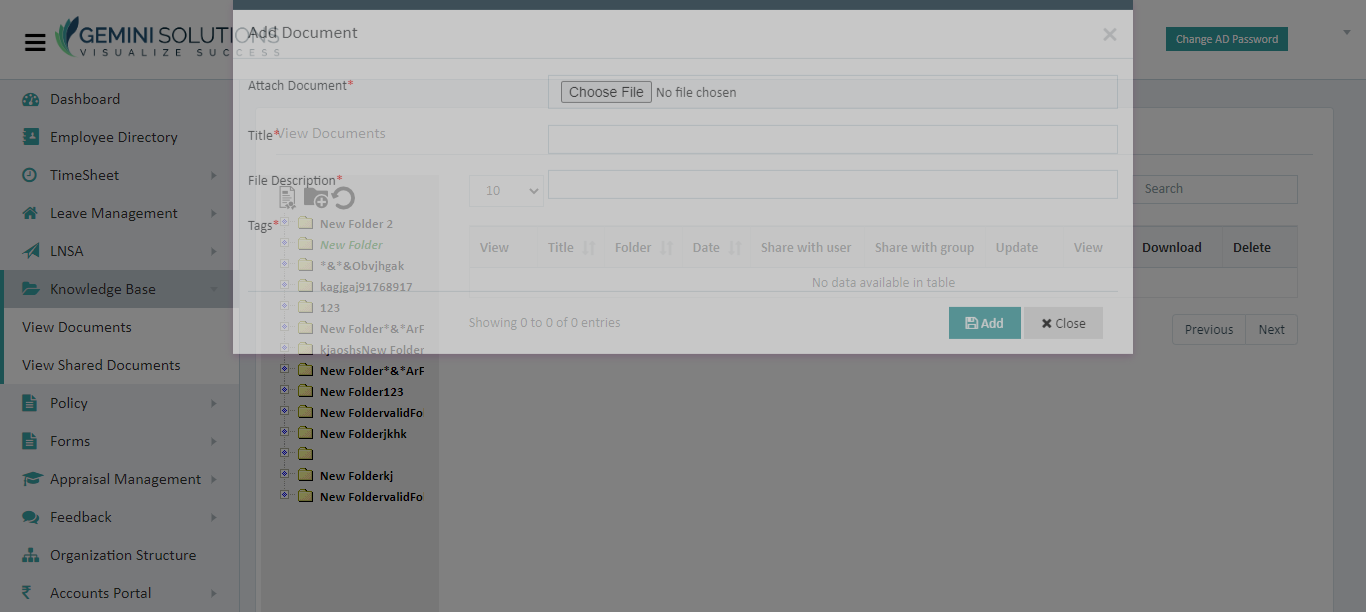 GEMINI SOLUTIONS
VISUALIZE SUCCESS
Change AD Password
Dashboard
Employee Directory
TimeSheet
Leave Management
LNSA
Knowledge Base
View Documents
View Shared Documents
Policy
Forms
Appraisal Management
Feedback
Organization Structure
Accounts Portal
Add Document
×
Attach Document*
Choose File No file chosen
Title*
File Description*
Tags*
Add
Close
View Documents
New Folder 2
New Folder
*&*&Obvjhgak
kagjgaj91768917
123
New Folder*&*ArF
kjaoshsNew Folder
New Folder*&*ArF
New Folder123
New FoldervalidFo
New Folderjkhk
New Folderkj
New FoldervalidFo
10
Search
View Title Folder Date Share with user Share with group Update View Download Delete
No data available in table
Showing 0 to 0 of 0 entries
Previous Next